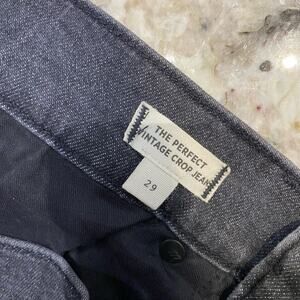 THE PERFECT
VINTAGE CROP JEAN
29